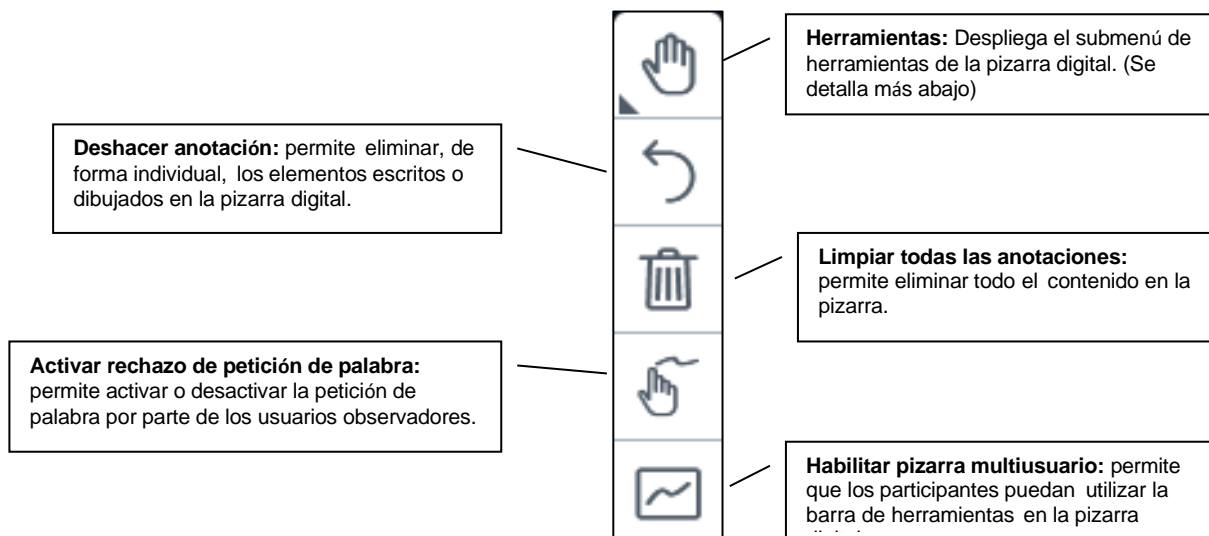 Herramientas: Despliega el submenú de
herramientas de la pizarra digital. (Se
detalla más abajo)
Deshacer anotación: permite eliminar, de
forma individual, los elementos escritos o
dibujados en la pizarra digital.
Limpiar todas las anotaciones:
permite eliminar todo el contenido en la
pizarra.
Activar rechazo de petición de palabra:
permite activar o desactivar la petición de
palabra por parte de los usuarios observadores.
Habilitar pizarra multiusuario: permite
que los participantes puedan utilizar la
barra de herramientas en la pizarra